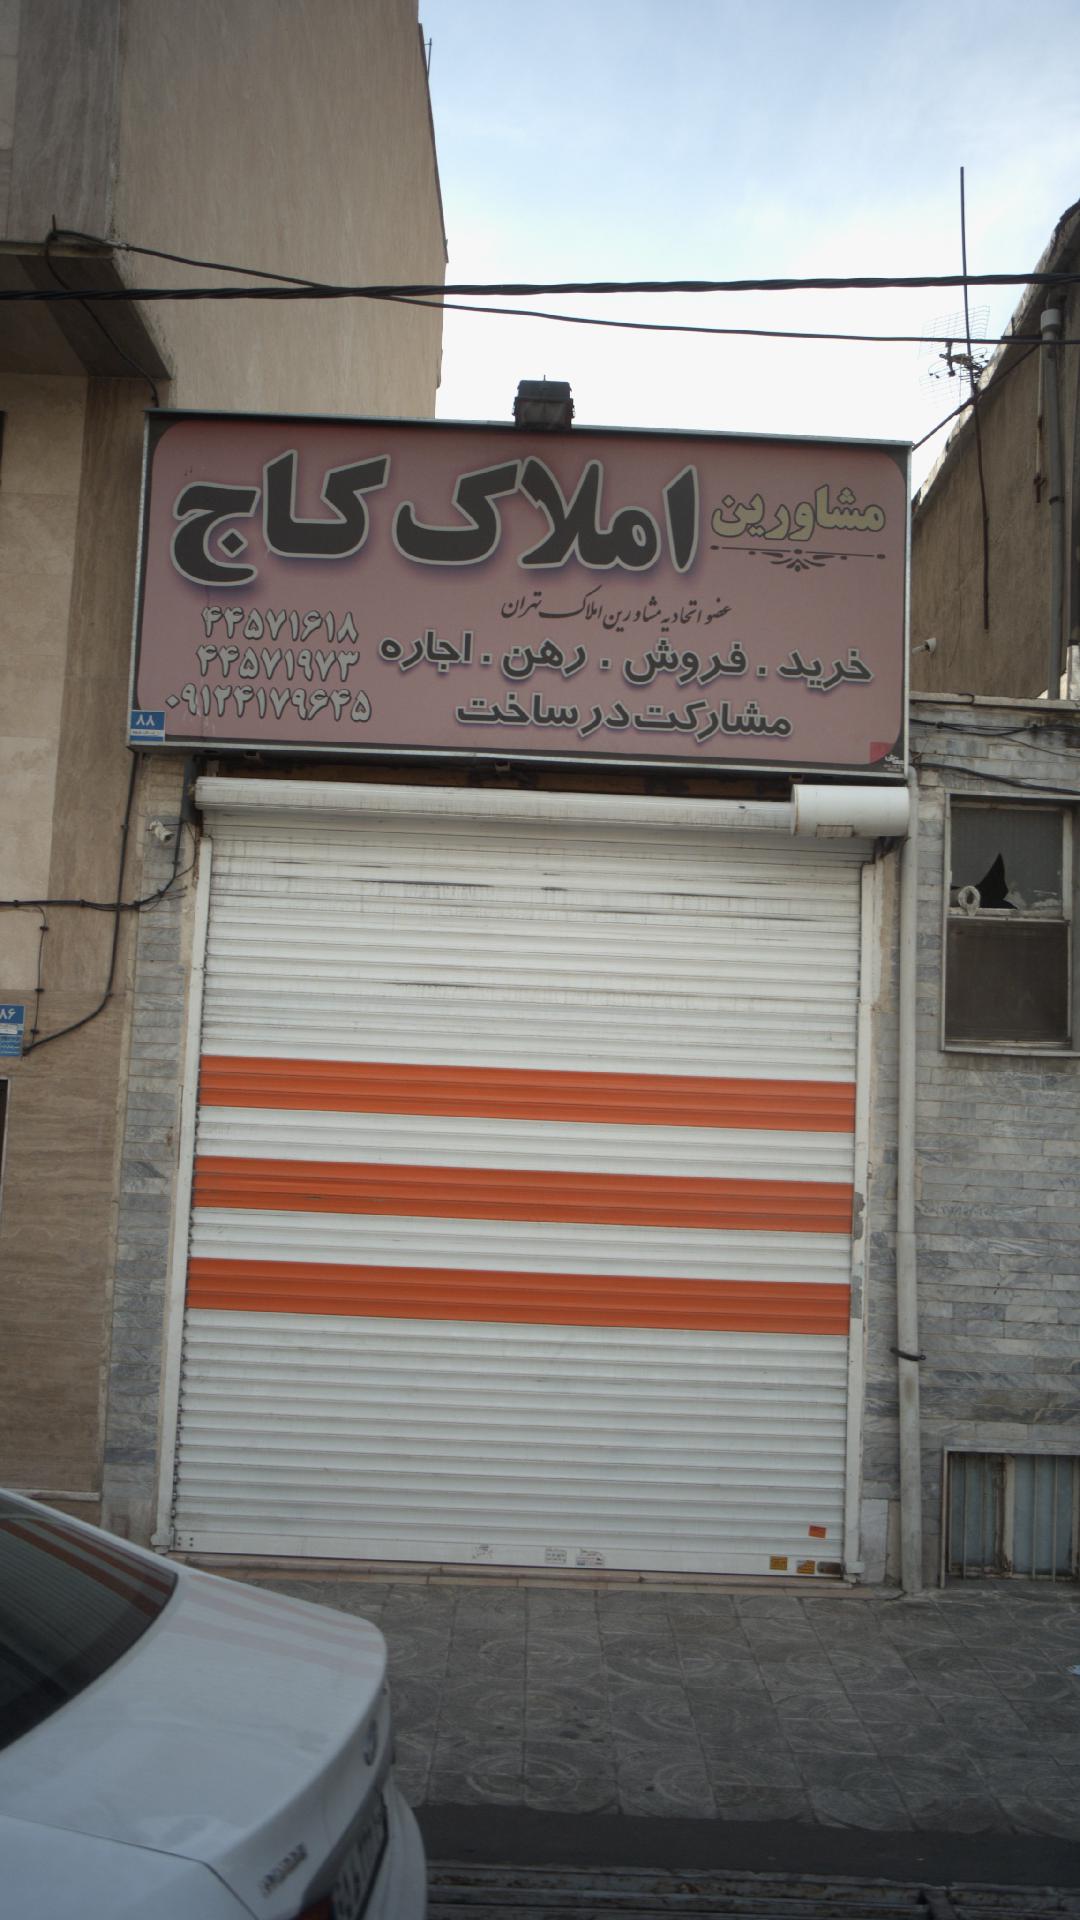 مشاورین
املاک کاج
عضو اتحادیه مشاورین املاک تهران
خرید . فروش . رهن . اجاره
مشارکت در ساخت
۴۴۵۷۱۶۱۸
۴۴۵۷۱۹۷۳
۰۹۱۲۴۱۷۹۶۴۵
۸۸
۸۶